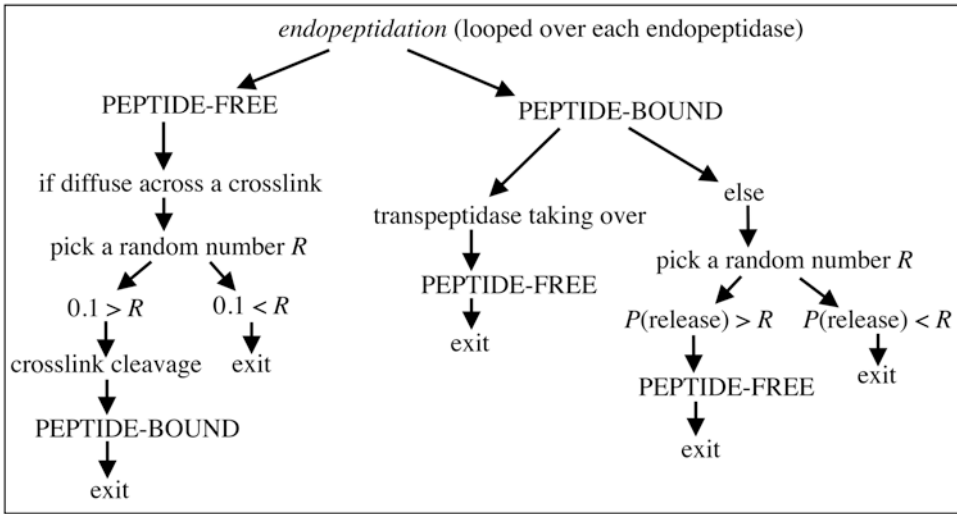 endopeptidation (looped over each endopeptidase)
PEPTIDE-FREE
PEPTIDE-BOUND
if diffuse across a crosslink
pick a random number R
0.1 > R
0.1 < R
crosslink cleavage
exit
PEPTIDE-BOUND
exit
transpeptidase taking over
PEPTIDE-FREE
exit
else
pick a random number R
P(release) > R
P(release) < R
PEPTIDE-FREE
exit
exit